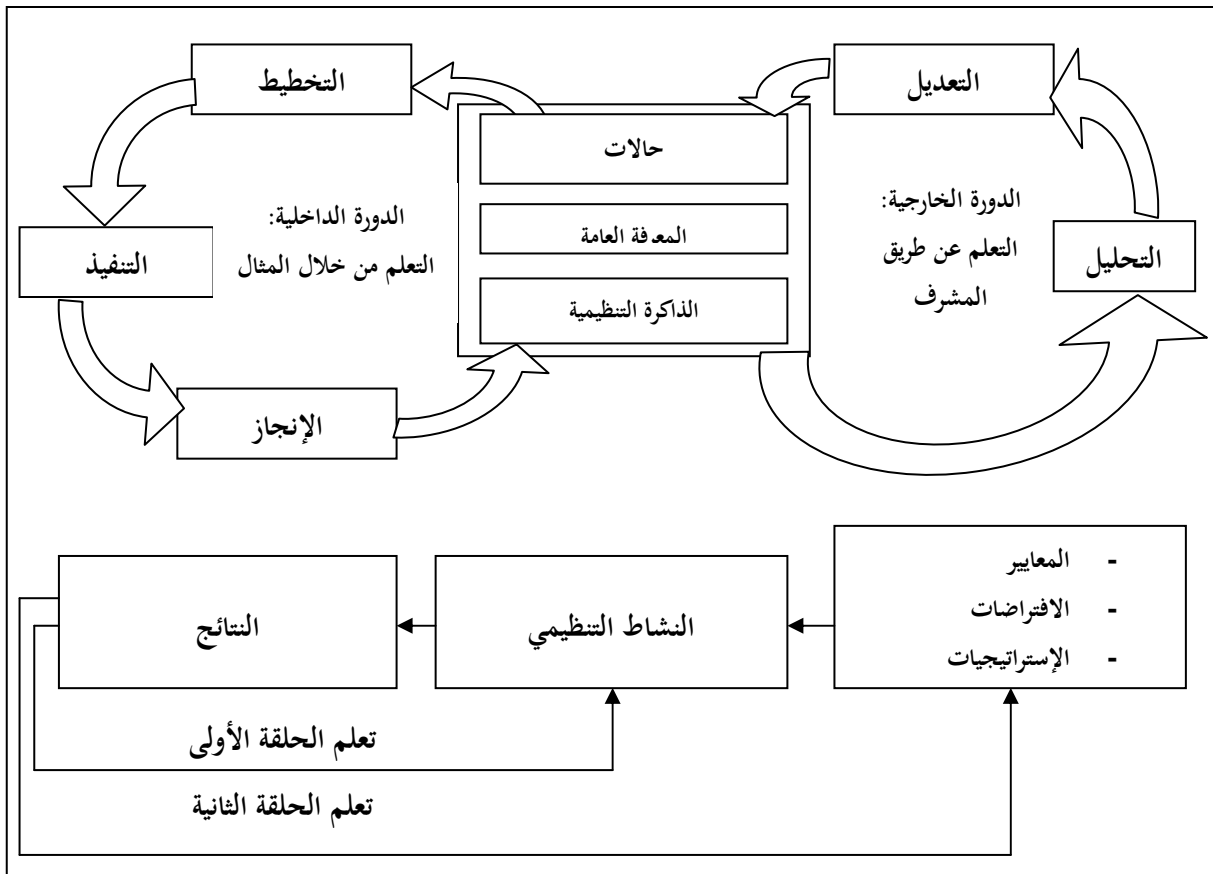 التعديل
التخطيط
حالات
الدورة الخارجية:
التعلم عن طريق
المشرف
الدورة الداخلية:
التعلم من خلال المثال
المعدفة العامة
التحليل
التنفيذ
الذاكرة التنظيمية
الإنجاز
- المعايير
- الافتراضات
- الإستراتيجيات
النشاط التنظيمي
النتائج
تعلم الحلقة الأولى
تعلم الحلقة الثانية